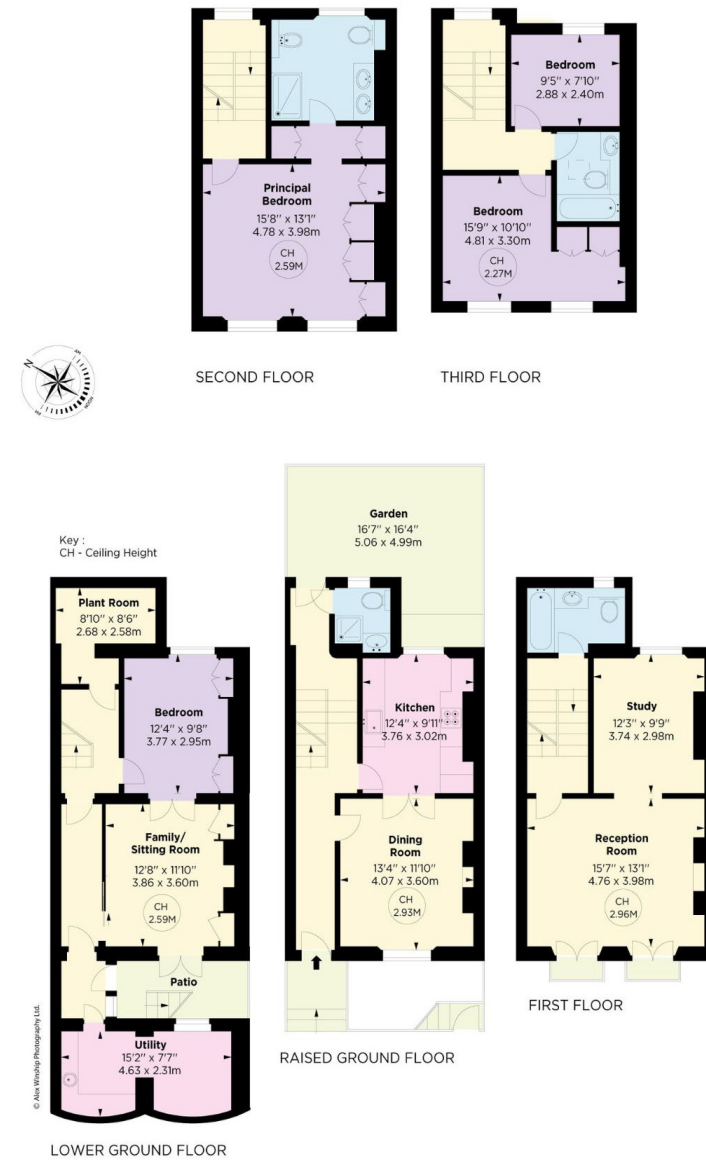 Principal
Bedroom
15'8'' x 13'1''
4.78 x 3.98m
CH
2.59M
SECOND FLOOR
Bedroom
9'5'' x 7'10''
2.88 x 2.40m
Bedroom
15'9'' x 10'10''
4.81 x 3.30m
CH
2.27M
THIRD FLOOR
N
AM
NOON
PM
Key :
CH - Ceiling Height
Plant Room
8'10'' x 8'6''
2.68 x 2.58m
Bedroom
12'4'' x 9'8''
3.77 x 2.95m
Family/
Sitting Room
12'8'' x 11'10''
3.86 x 3.60m
CH
2.59M
Patio
Utility
15'2'' x 7'7''
4.63 x 2.31m
© Alex Winship Photography Ltd.
LOWER GROUND FLOOR
Garden
16'7'' x 16'4''
5.06 x 4.99m
Kitchen
12'4'' x 9'11''
3.76 x 3.02m
Dining
Room
13'4'' x 11'10''
4.07 x 3.60m
CH
2.93M
RAISED GROUND FLOOR
Study
12'3'' x 9'9''
3.74 x 2.98m
Reception
Room
15'7'' x 13'1''
4.76 x 3.98m
CH
2.96M
FIRST FLOOR